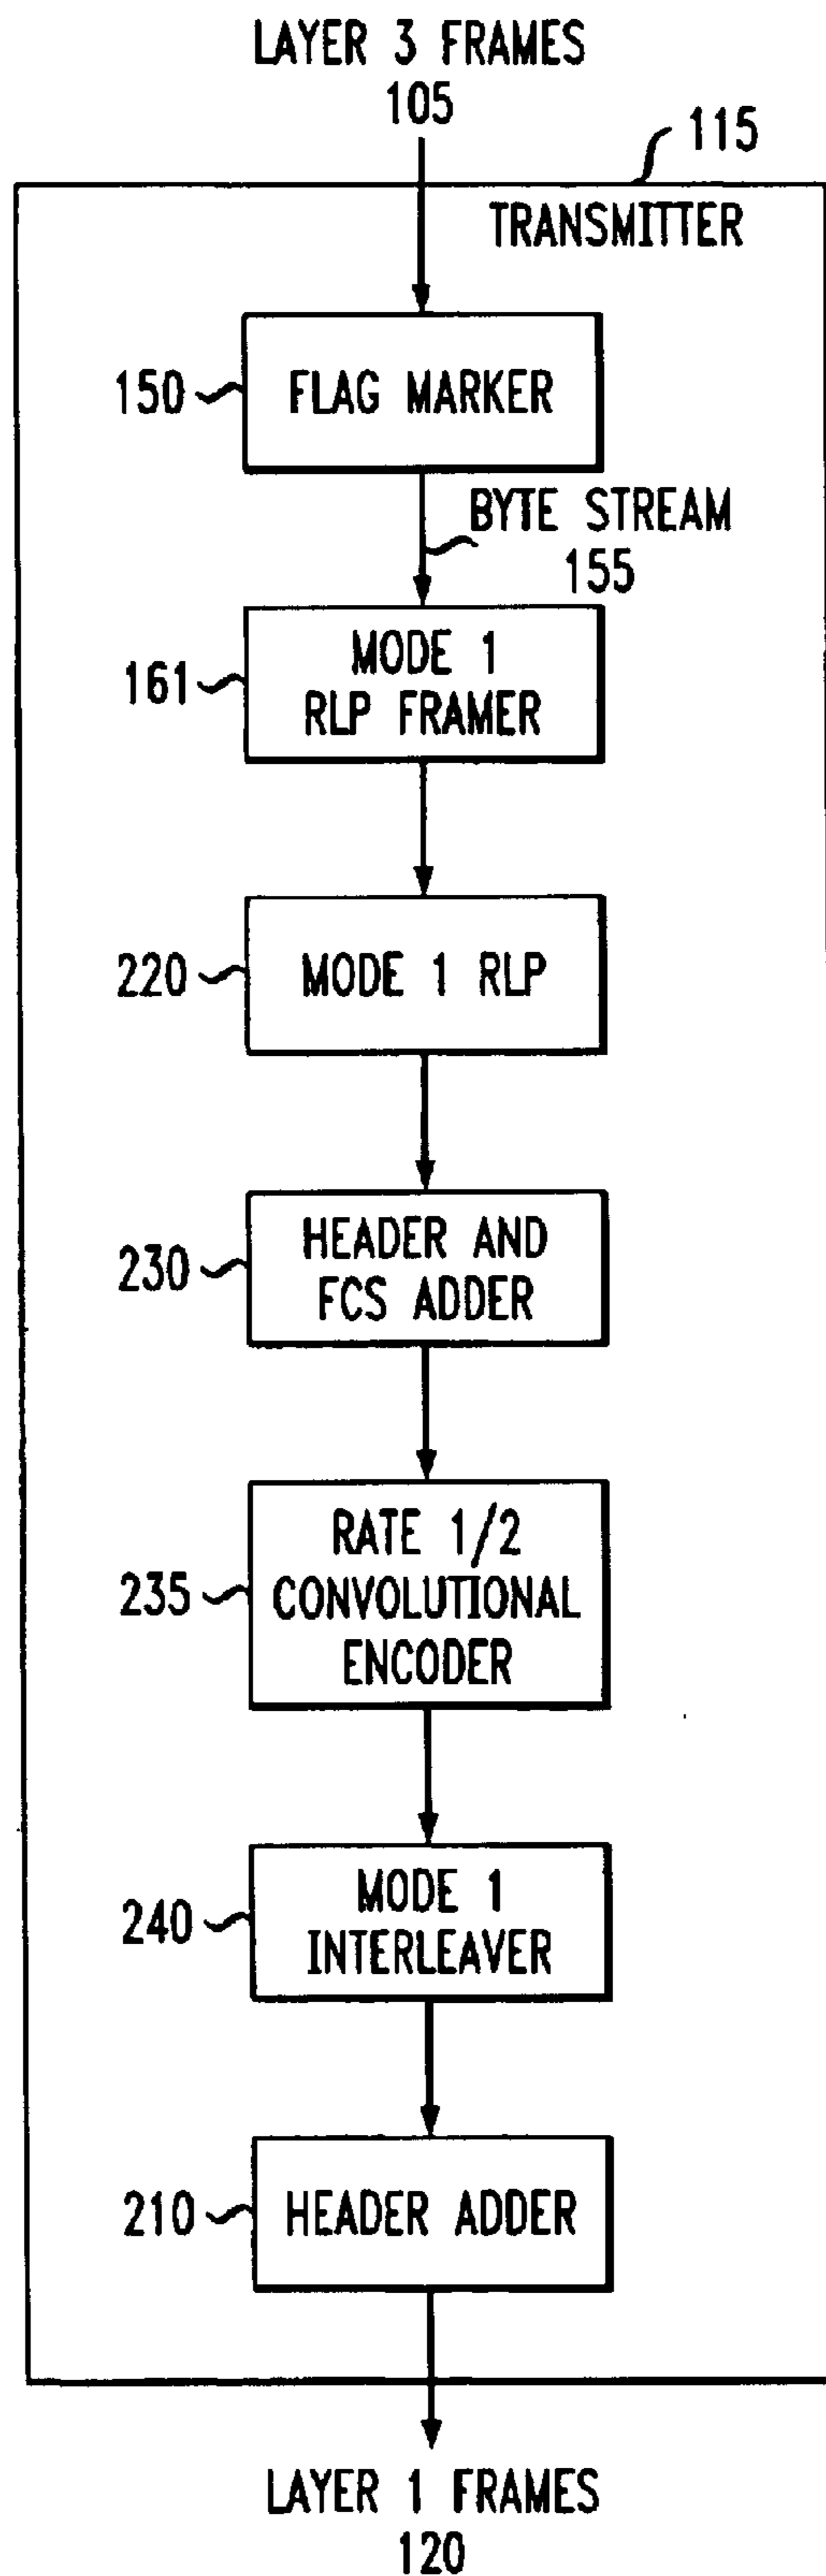 LAYER 3 FRAMES
105
115
TRANSMITTER
150
FLAG MARKER
BYTE STREAM
155
161
MODE 1
RLP FRAMER
220
MODE 1 RLP
230
HEADER AND
FCS ADDER
235
RATE 1/2
CONVOLUTIONAL
ENCODER
240
MODE 1
INTERLEAVER
210
HEADER ADDER
LAYER 1 FRAMES
120